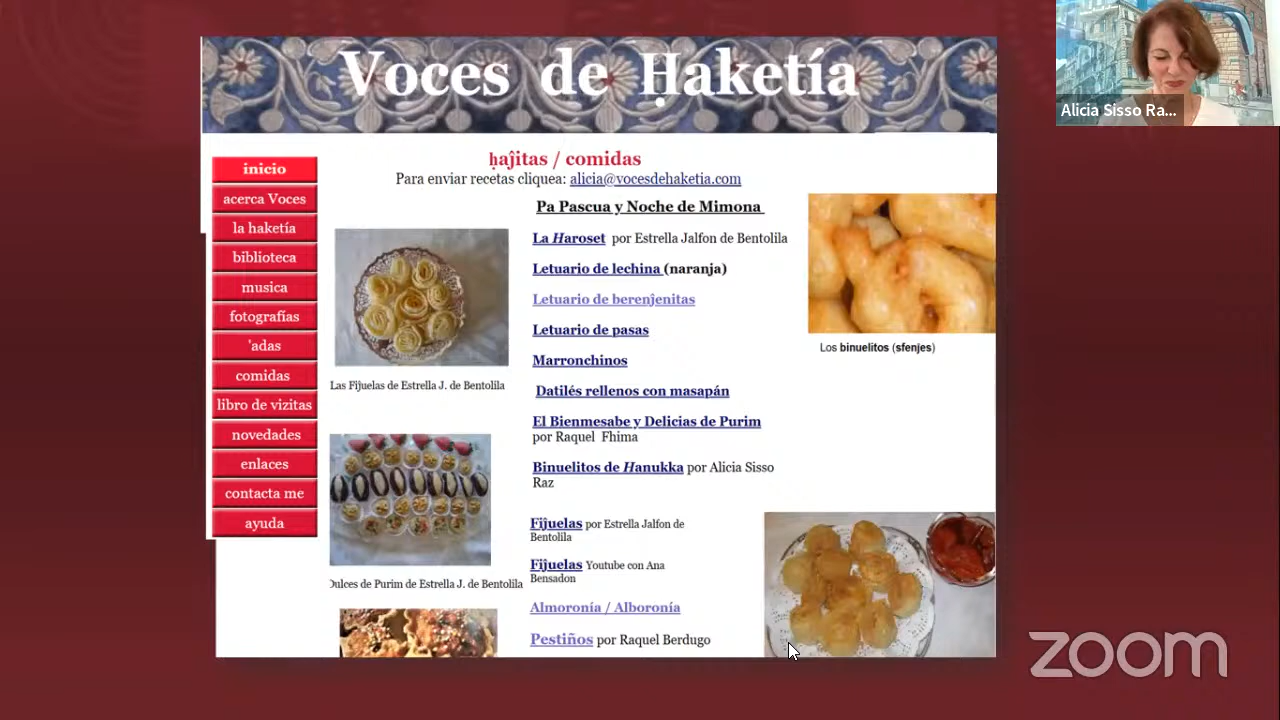 Voces de Ḥaketía
Alicia Sisso Ra...
inicio
acerca Voces
la haketía
biblioteca
musica
fotografías
'adas
comidas
libro de vizitas
novedades
enlaces
contacta me
ayuda
ḥaĵitas / comidas
Para enviar recetas cliquea: alicia@vocesdehaketia.com
Las Fiĵuelas de Estrella J. de Bentolila
Dulces de Purim de Estrella J. de Bentolila
Pa Pascua y Noche de Mimona
La Haroset por Estrella Jalfon de Bentolila
Letuario de lechina (naranja)
Letuario de berenĵenitas
Letuario de pasas
Marronchinos
Datilés rellenos con masapán
El Bienmesabe y Delicias de Purim
por Raquel Fhima
Binuelitos de Hanukka por Alicia Sisso
Raz
Fiĵuelas por Estrella Jalfon de
Bentolila
Fiĵuelas Youtube con Ana
Bensadon
Almoronía / Alboronía
Pestiños por Raquel Berdugo
Los binuelitos (sfenjes)
zoom